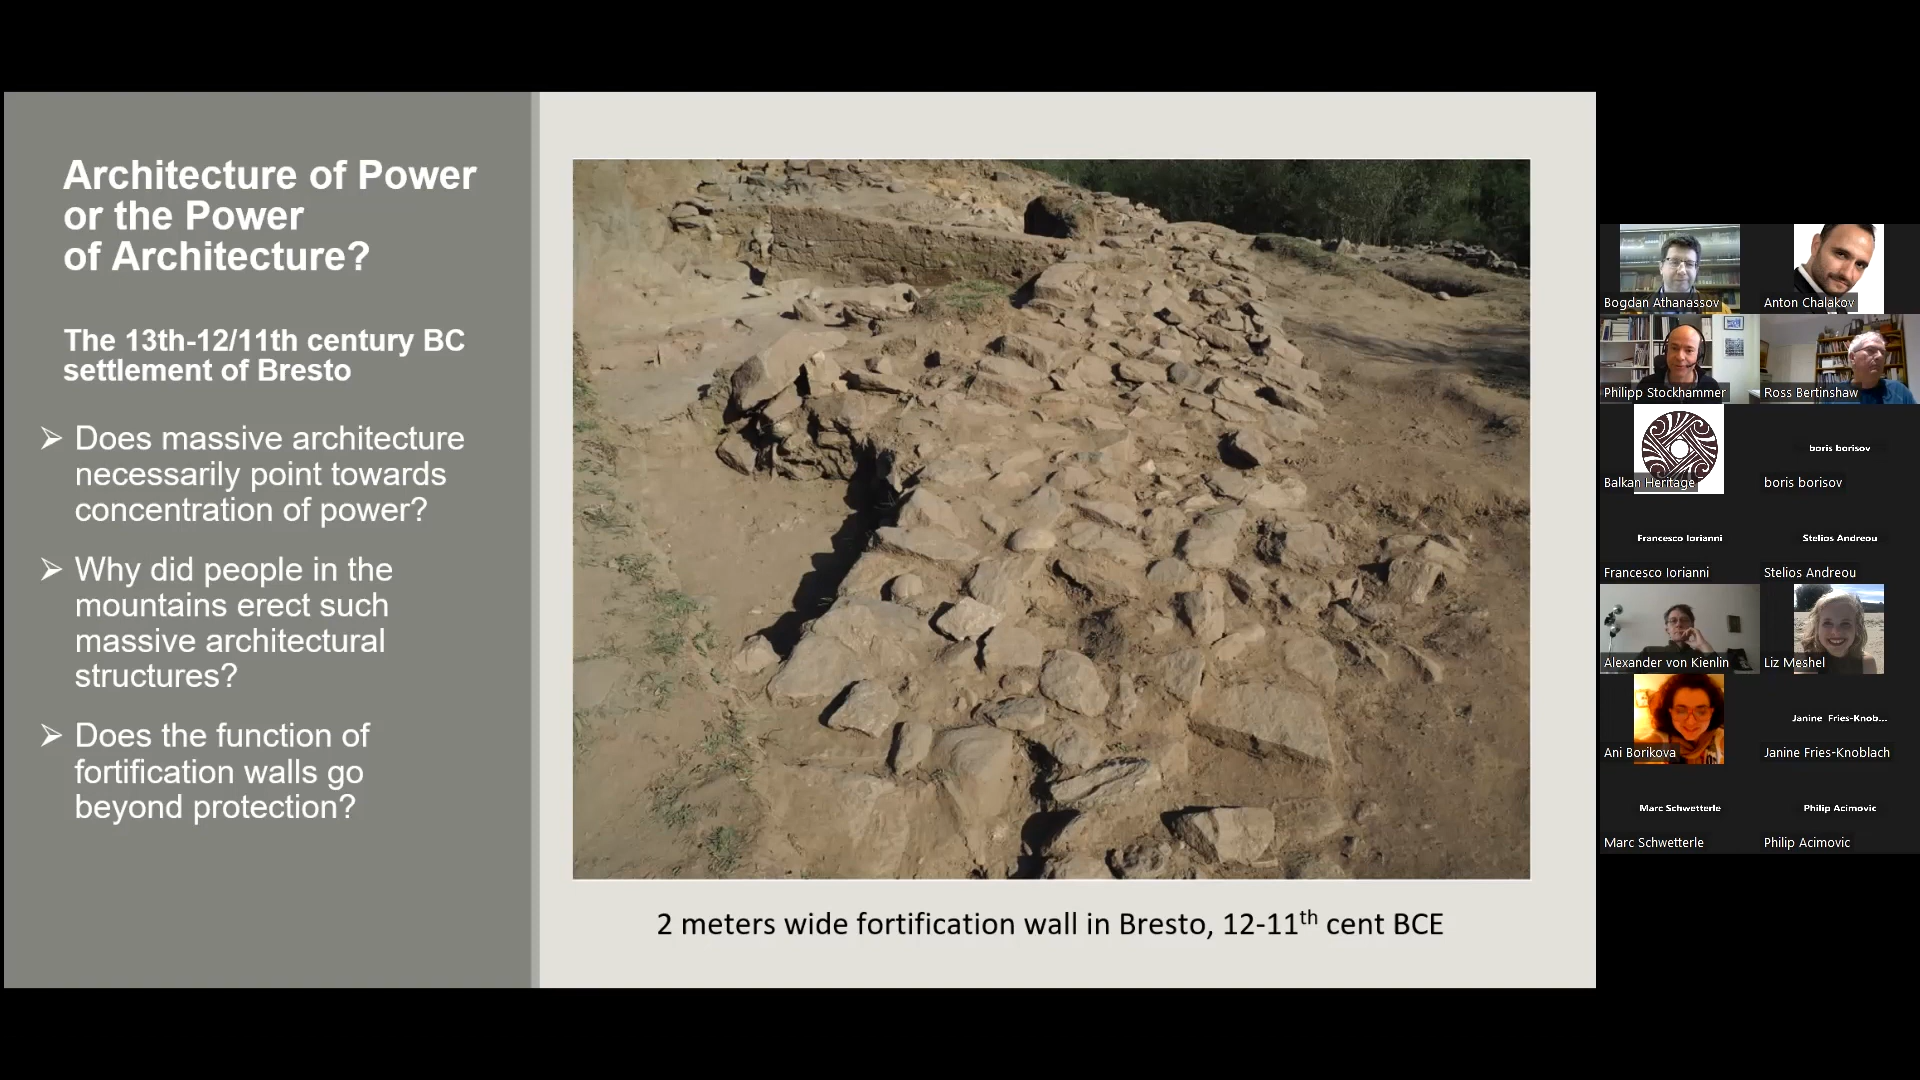 Architecture of Power
or the Power
of Architecture?
The 13th-12/11th century BC
settlement of Bresto
➢ Does massive architecture
necessarily point towards
concentration of power?
➢ Why did people in the
mountains erect such
massive architectural
structures?
➢ Does the function of
fortification walls go
beyond protection?
2 meters wide fortification wall in Bresto, 12-11th cent BCE
Bogdan Athanassov
Anton Chalakov
Philipp Stockhammer
Ross Bertinshaw
Balkan Heritage
boris borisov
boris borisov
Francesco Iorianni
Francesco Iorianni
Stelios Andreou
Stelios Andreou
Alexander von Kienlin
Liz Meshel
Ani Borikova
Janine Fries-Knob...
Janine Fries-Knoblach
Marc Schwetterle
Marc Schwetterle
Philip Acimovic
Philip Acimovic